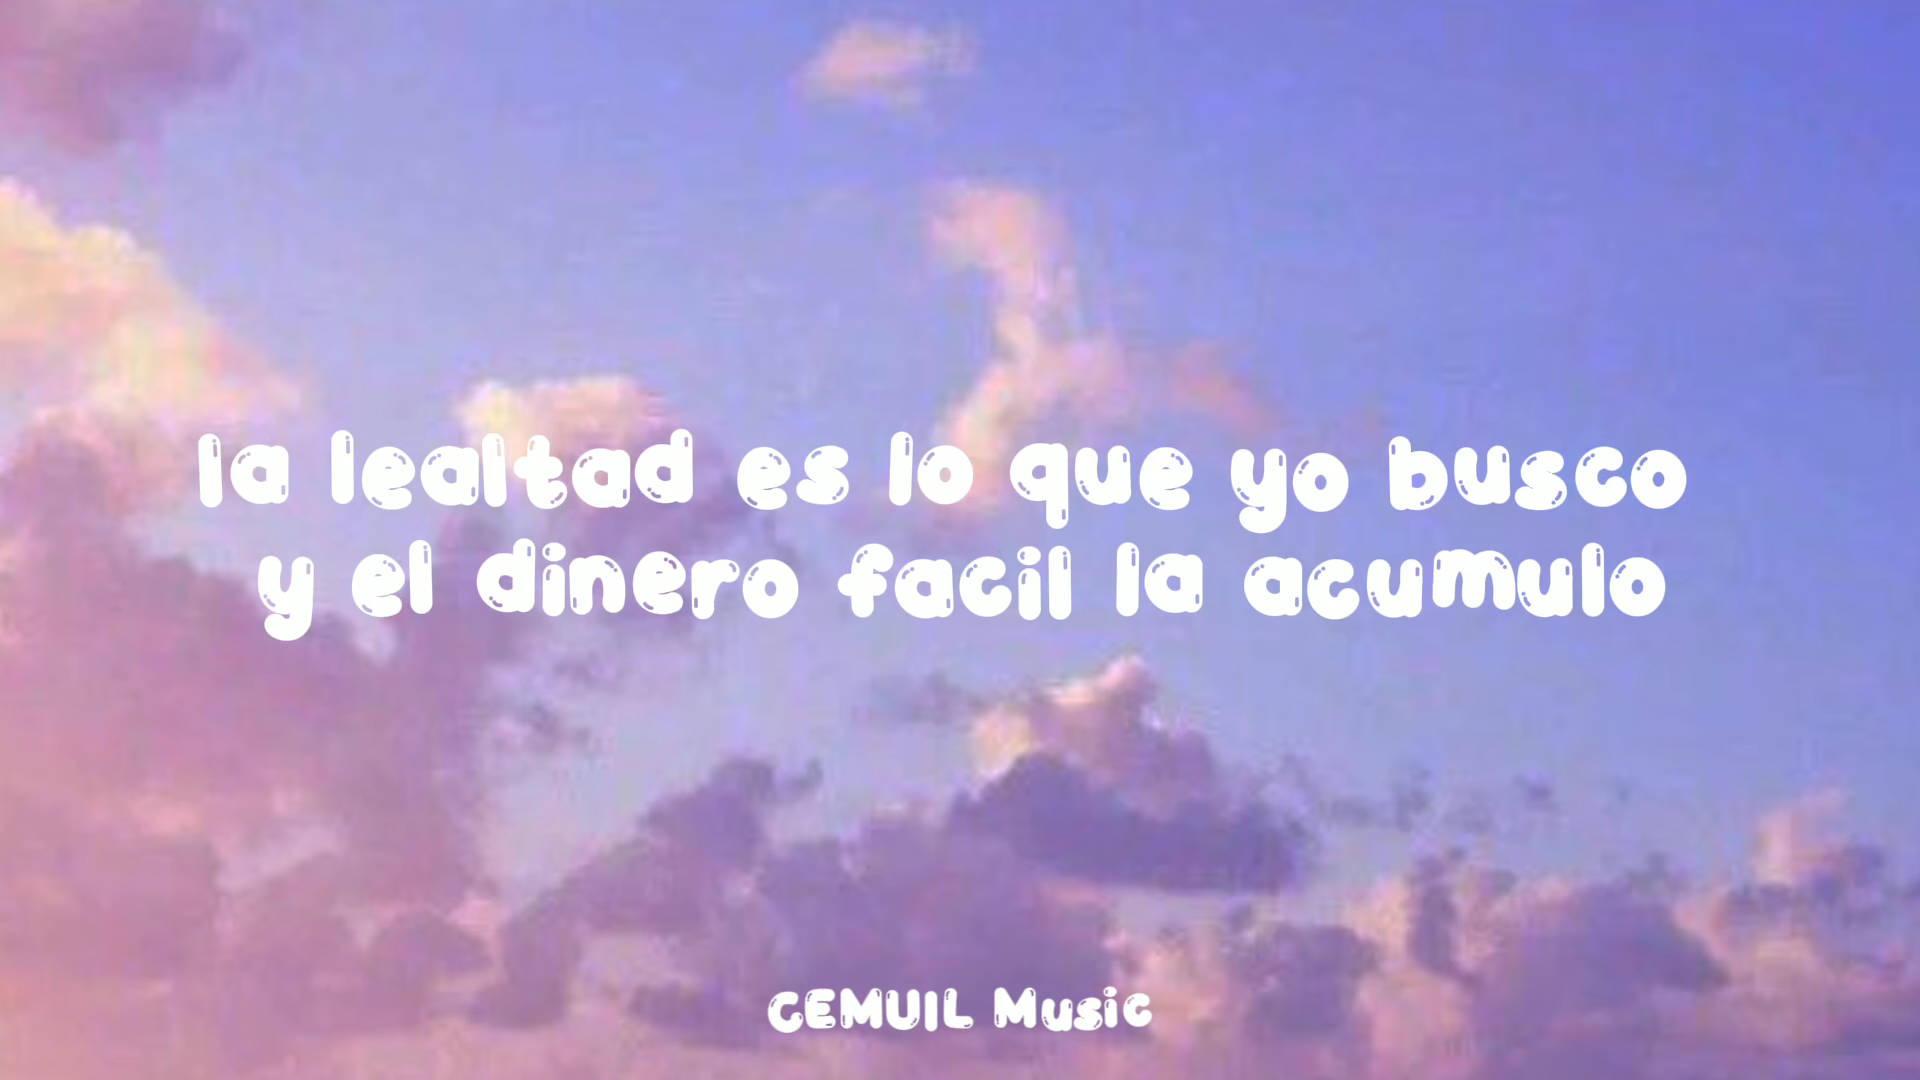 la lealtad es lo que yo busco
y el dinero facil la acumulo
GEMUIL Music